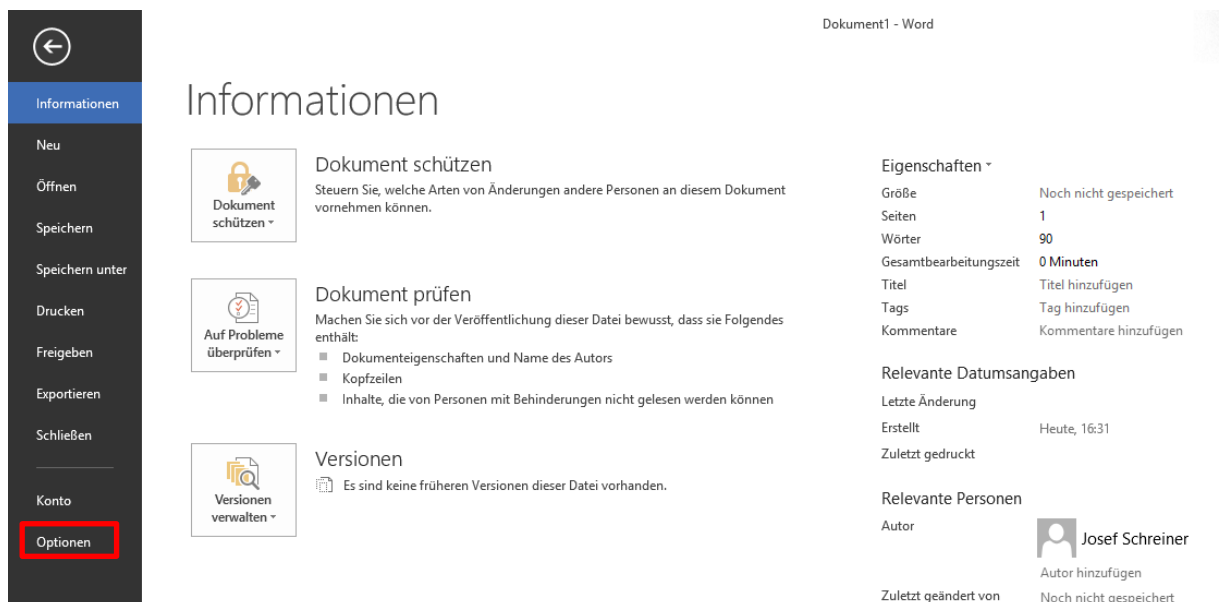 Dokument1 - Word
Informationen
Neu
Öffnen
Speichern
Speichern unter
Drucken
Freigeben
Exportieren
Schließen
Konto
Optionen
Informationen
Dokument
schützen
Dokument schützen
Steuern Sie, welche Arten von Änderungen andere Personen an diesem Dokument
vornehmen können.
Auf Probleme
überprüfen
Dokument prüfen
Machen Sie sich vor der Veröffentlichung dieser Datei bewusst, dass sie Folgendes
enthält:
Dokumenteigenschaften und Name des Autors
Kopfzeilen
Inhalte, die von Personen mit Behinderungen nicht gelesen werden können
Versionen
verwalten
Versionen
Es sind keine früheren Versionen dieser Datei vorhanden.
Eigenschaften
Größe Noch nicht gespeichert
Seiten 1
Wörter 90
Gesamtbearbeitungszeit 0 Minuten
Titel Titel hinzufügen
Tags Tag hinzufügen
Kommentare Kommentare hinzufügen
Relevante Datumsangaben
Letzte Änderung
Erstellt Heute, 16:31
Zuletzt gedruckt
Relevante Personen
Autor
Josef Schreiner
Autor hinzufügen
Zuletzt geändert von Noch nicht gespeichert